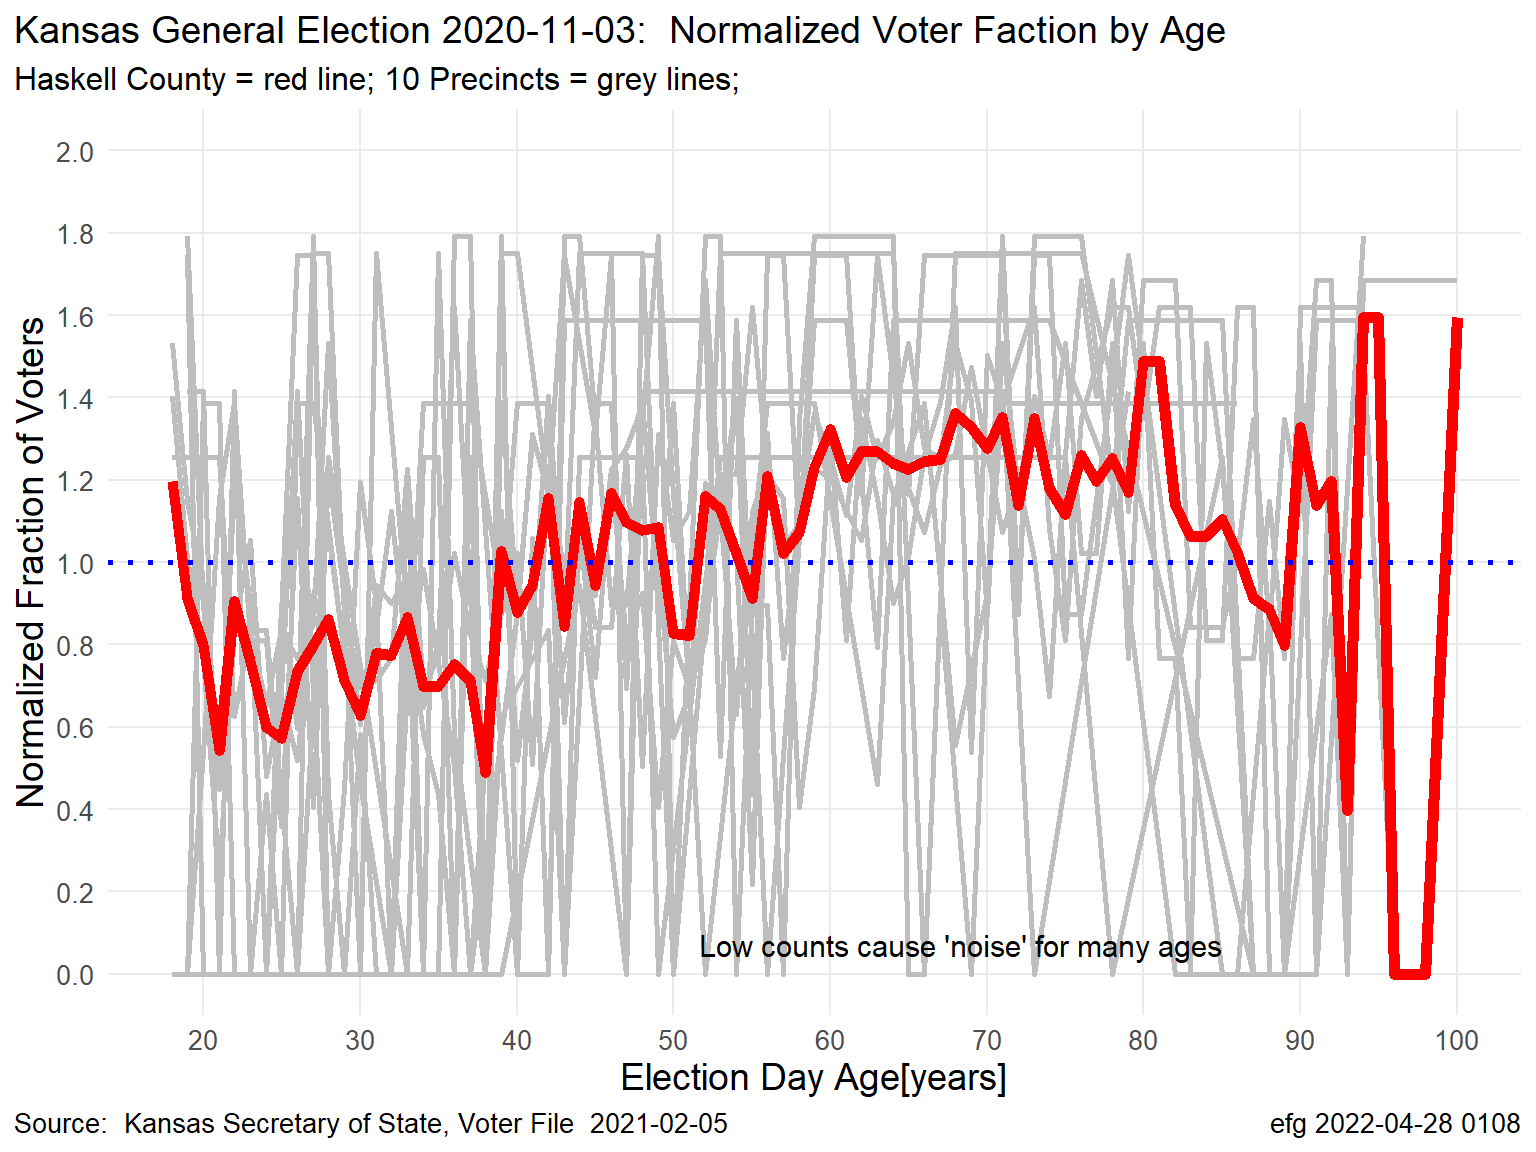 Kansas General Election 2020-11-03:  Normalized Voter Faction by Age
Haskell County = red line; 10 Precincts = grey lines;
Normalized Fraction of Voters
2.0
1.8
1.6
1.4
1.2
1.0
0.8
0.6
0.4
0.2
0.0
Low counts cause 'noise' for many ages
20 30 40 50 60 70 80 90 100
Election Day Age[years]
Source:  Kansas Secretary of State, Voter File  2021-02-05
efg 2022-04-28 0108